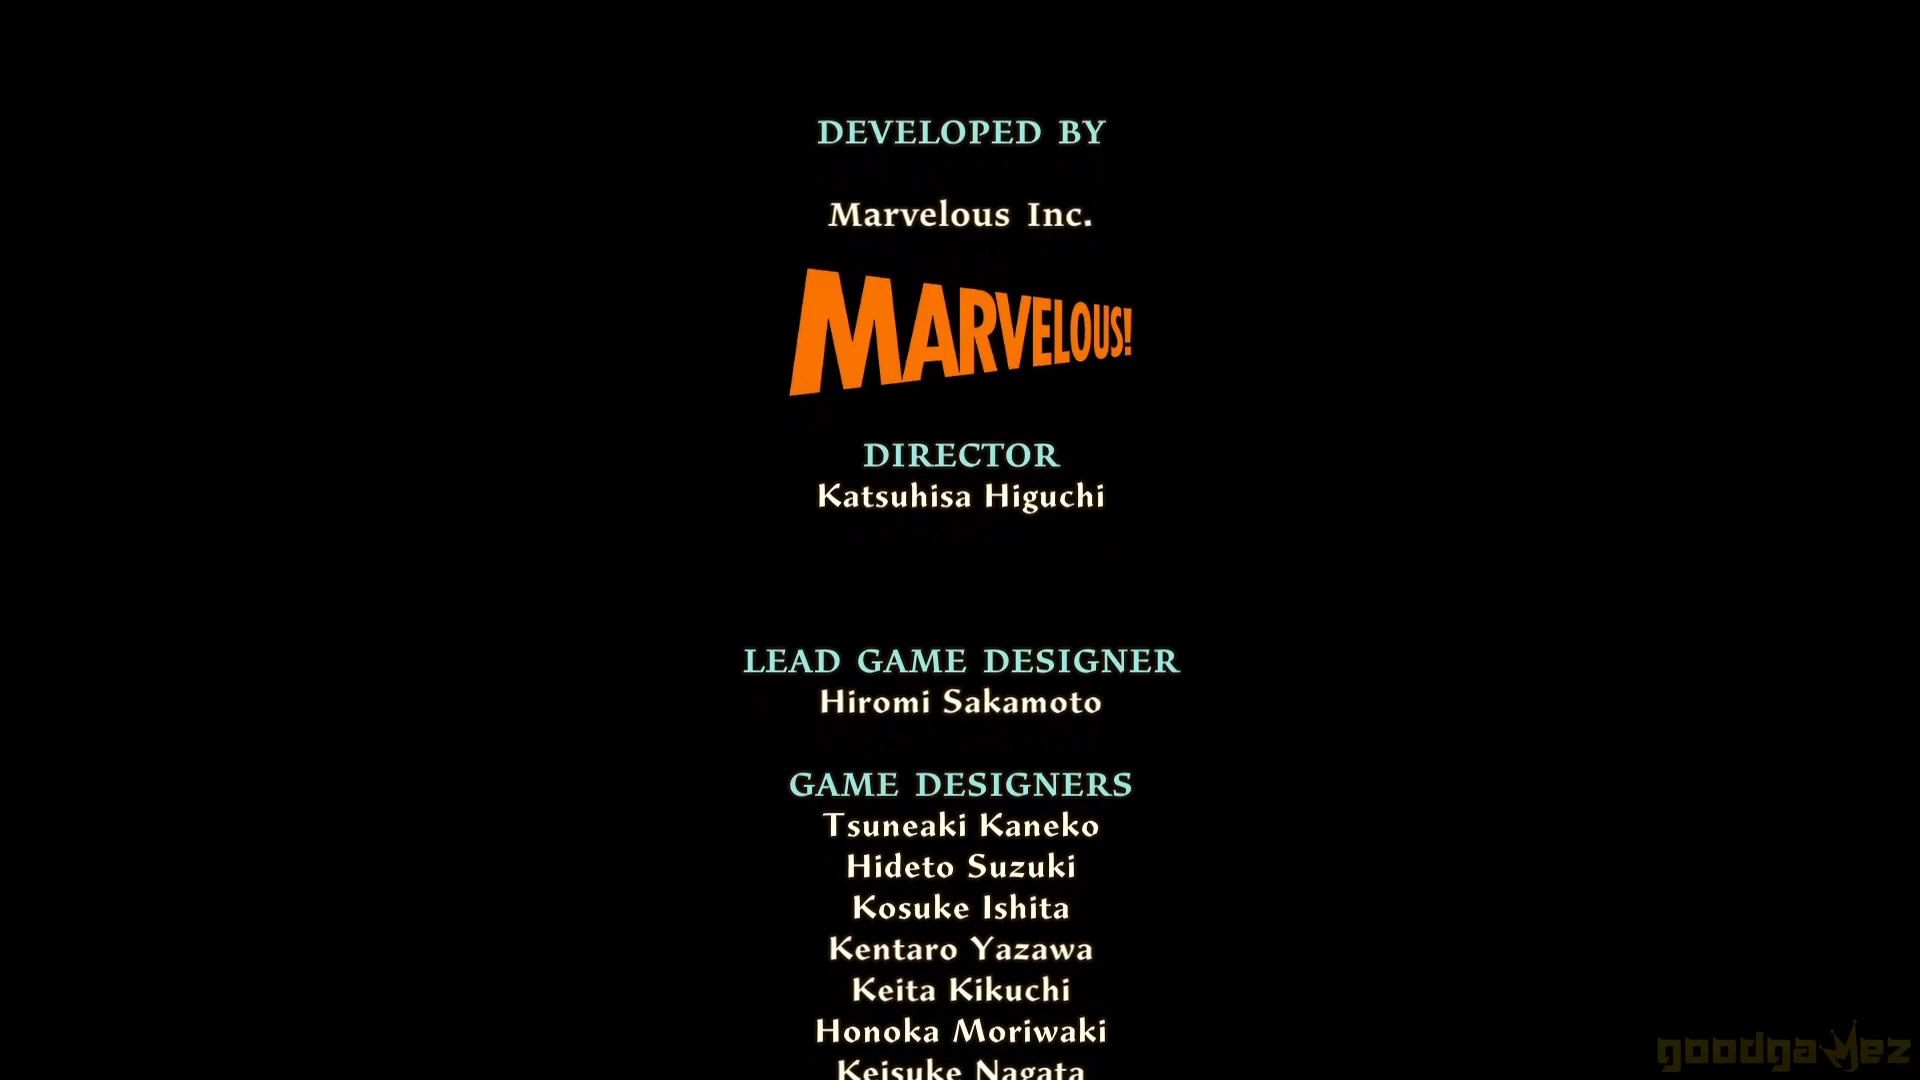 DEVELOPED BY
Marvelous Inc.
MARVELOUS!
DIRECTOR
Katsuhisa Higuchi
LEAD GAME DESIGNER
Hiromi Sakamoto
GAME DESIGNERS
Tsuneaki Kaneko
Hideto Suzuki
Kosuke Ishita
Kentaro Yazawa
Keita Kikuchi
Honoka Moriwaki
Keisuke Nagata
goodgamez